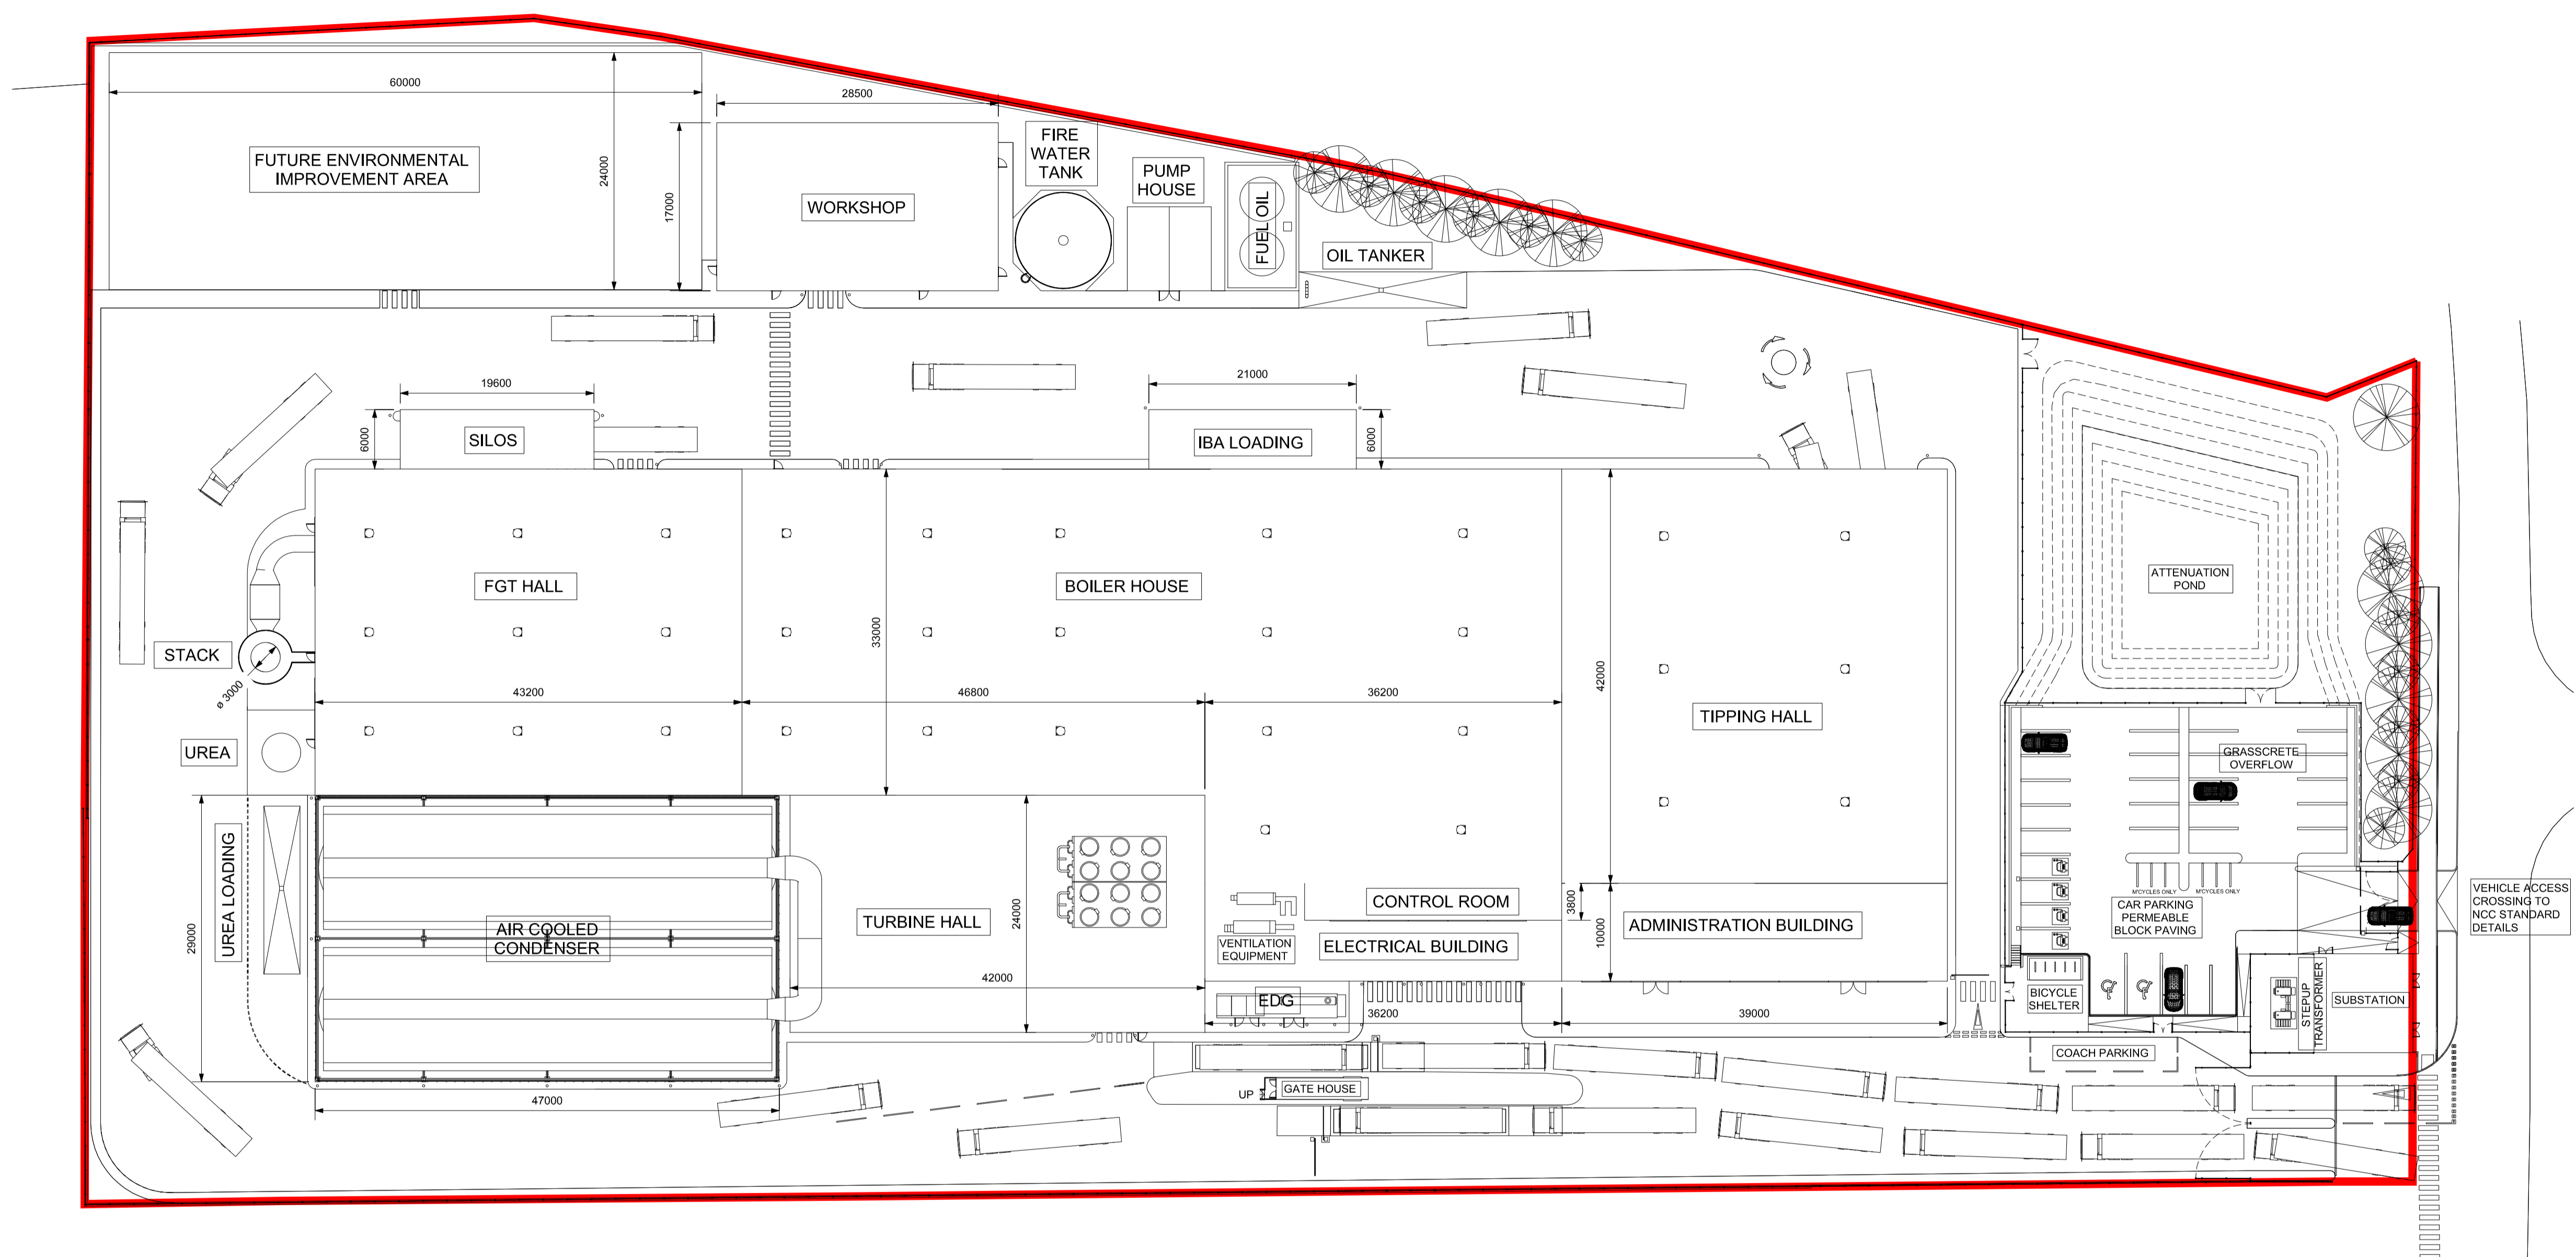 60000
28500
FUTURE ENVIRONMENTAL
IMPROVEMENT AREA
24000
17000
WORKSHOP
FIRE
WATER
TANK
PUMP
HOUSE
FUEL OIL
OIL TANKER
19600
6000
SILOS
21000
IBA LOADING
6000
FGT HALL
BOILER HOUSE
33000
42000
ATTENUATION
POND
STACK
ø 3000
43200
46800
36200
TIPPING HALL
UREA
GRASSCRETE
OVERFLOW
29000
UREA LOADING
AIR COOLED
CONDENSER
TURBINE HALL
24000
42000
VENTILATION
EQUIPMENT
CONTROL ROOM
ELECTRICAL BUILDING
3800
10000
ADMINISTRATION BUILDING
M'CYCLES ONLY
M'CYCLES ONLY
CAR PARKING
PERMEABLE
BLOCK PAVING
VEHICLE ACCESS
CROSSING TO
NCC STANDARD
DETAILS
EDG
36200
39000
BICYCLE
SHELTER
STEPUP
TRANSFORMER
SUBSTATION
COACH PARKING
47000
UP
GATE HOUSE